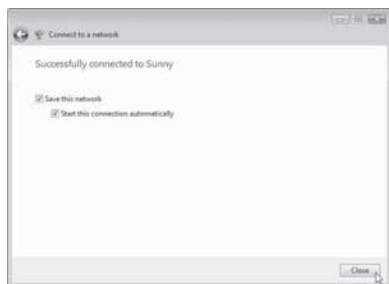 Connect to a network
Successfully connected to Sunny
Save this network
Start this connection automatically
Close